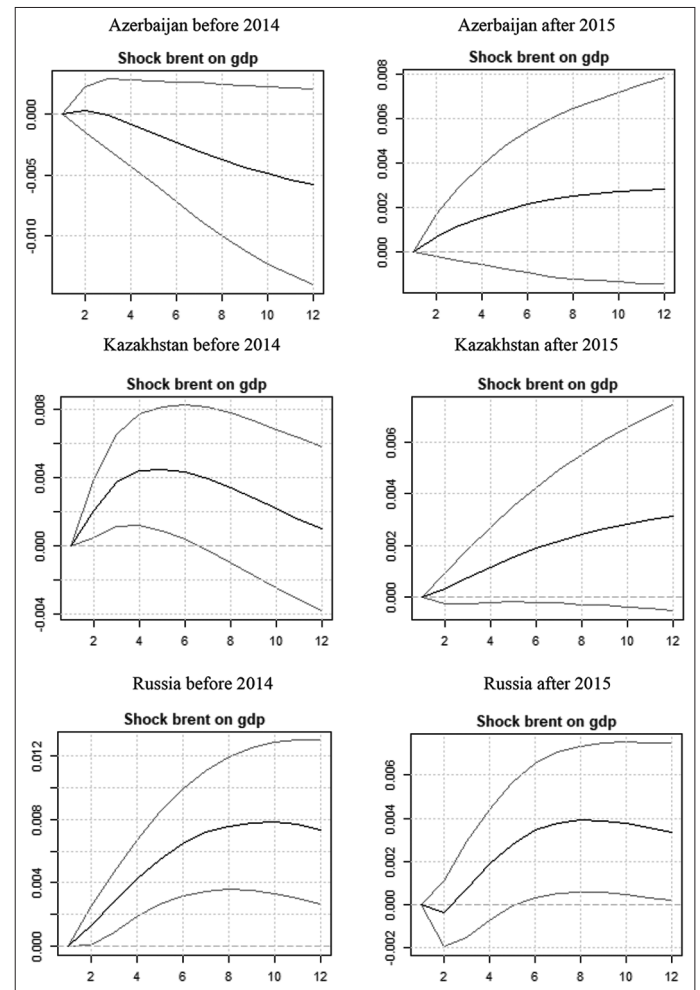 Azerbaijan before 2014
Shock brent on gdp
0.000
-0.005
-0.010
2 4 6 8 10 12
Azerbaijan after 2015
Shock brent on gdp
0.008
0.006
0.004
0.002
0.000
2 4 6 8 10 12
Kazakhstan before 2014
Shock brent on gdp
0.008
0.004
0.000
-0.004
2 4 6 8 10 12
Kazakhstan after 2015
Shock brent on gdp
0.006
0.004
0.002
0.000
2 4 6 8 10 12
Russia before 2014
Shock brent on gdp
0.012
0.008
0.004
0.000
2 4 6 8 10 12
Russia after 2015
Shock brent on gdp
0.006
0.004
0.002
0.000
-0.002
2 4 6 8 10 12